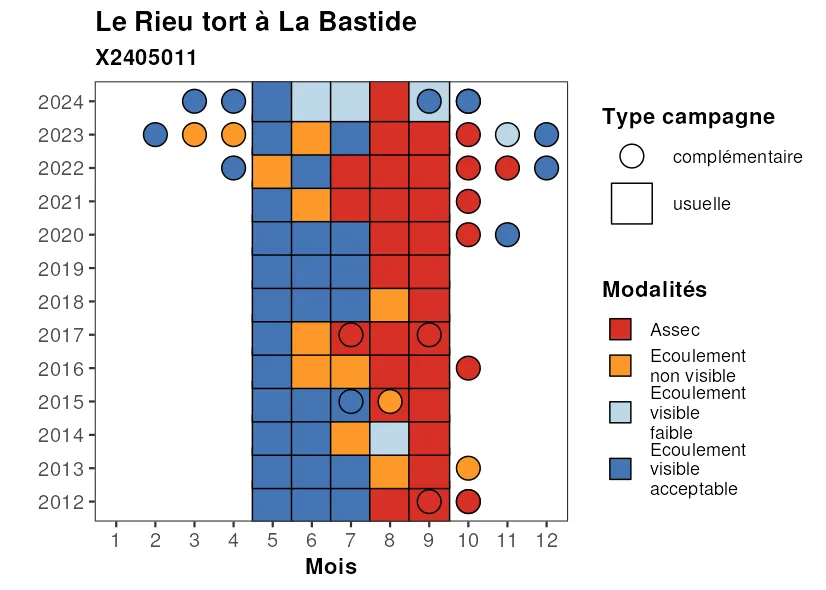 Le Rieu tort à La Bastide
X2405011
2024
2023
2022
2021
2020
2019
2018
2017
2016
2015
2014
2013
2012
1 2 3 4 5 6 7 8 9 10 11 12
Mois
Type campagne
complémentaire
usuelle
Modalités
Assec
Ecoulement
non visible
Ecoulement
visible
faible
Ecoulement
visible
acceptable